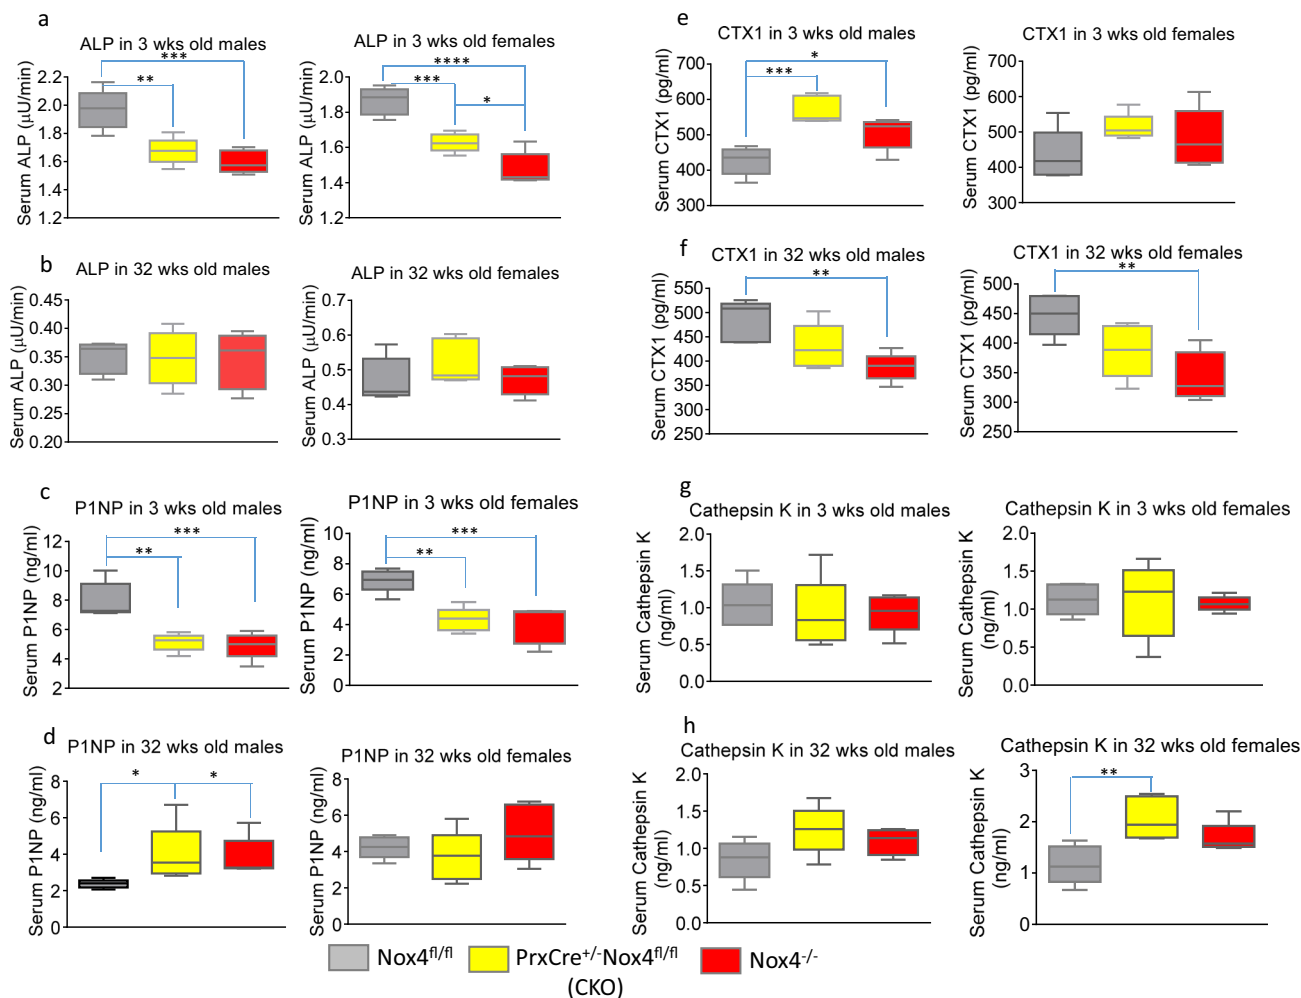 a
ALP in 3 wks old males
***
**
Serum ALP (µU/min)
2.2
2.0
1.8
1.6
1.4
1.2
ALP in 3 wks old females
****
***
*
Serum ALP (µU/min)
2.0
1.8
1.6
1.4
1.2
e
CTX1 in 3 wks old males
*
***
Serum CTX1 (pg/ml)
700
600
500
400
300
CTX1 in 3 wks old females
Serum CTX1 (pg/ml)
700
600
500
400
300
b
ALP in 32 wks old males
Serum ALP (µU/min)
0.45
0.40
0.35
0.30
0.25
0.20
ALP in 32 wks old females
Serum ALP (µU/min)
0.7
0.6
0.5
0.4
0.3
f
CTX1 in 32 wks old males
**
Serum CTX1 (pg/ml)
550
500
450
400
350
300
250
CTX1 in 32 wks old females
**
Serum CTX1 (pg/ml)
500
450
400
350
300
250
c
P1NP in 3 wks old males
***
**
Serum P1NP (ng/ml)
12
10
8
6
4
2
P1NP in 3 wks old females
***
**
Serum P1NP (ng/ml)
10
8
6
4
2
0
g
Cathepsin K in 3 wks old males
Serum Cathepsin K
(ng/ml)
2.0
1.5
1.0
0.5
0.0
Cathepsin K in 3 wks old females
Serum Cathepsin K
(ng/ml)
2.0
1.5
1.0
0.5
0.0
d
P1NP in 32 wks old males
*
*
Serum P1NP (ng/ml)
8
6
4
2
0
P1NP in 32 wks old females
Serum P1NP (ng/ml)
8
6
4
2
0
h
Cathepsin K in 32 wks old males
Serum Cathepsin K
(ng/ml)
2.0
1.5
1.0
0.5
0.0
Cathepsin K in 32 wks old females
**
Serum Cathepsin K
(ng/ml)
3
2
1
0
Nox4fl/fl
PrxCre+/-Nox4fl/fl
(CKO)
Nox4-/-